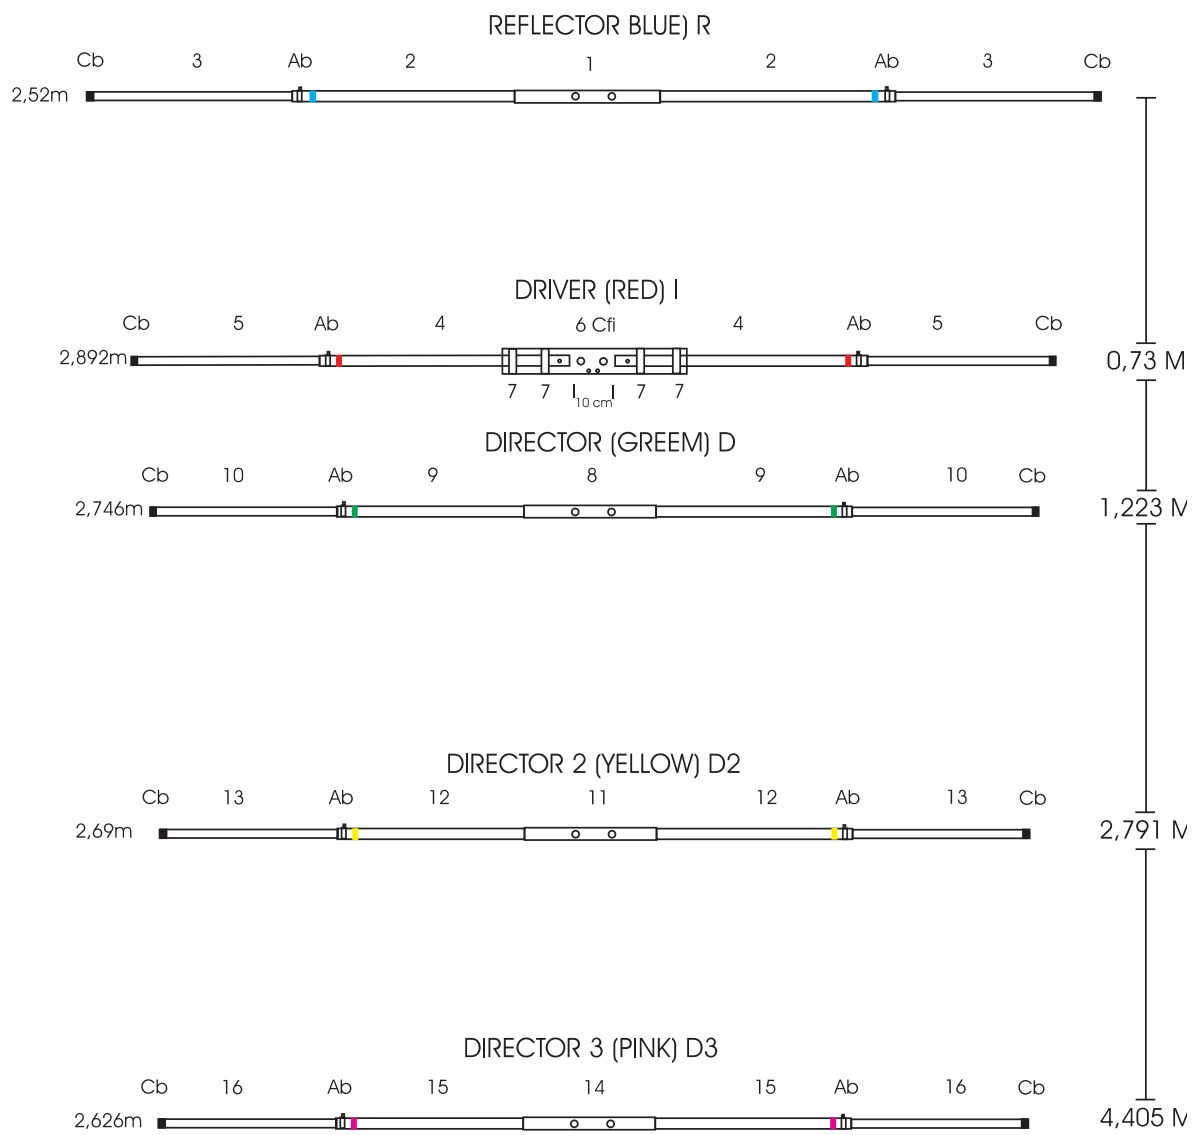 REFLECTOR BLUE) R
Cb 3 Ab 2 1 2 Ab 3 Cb
2,52m
DRIVER (RED) I
Cb 5 Ab 4 6 Cfi 4 Ab 5 Cb
2,892m 0,73 M
7 7 10 cm 7 7
DIRECTOR (GREEM) D
Cb 10 Ab 9 8 9 Ab 10 Cb
2,746m 1,223 M
DIRECTOR 2 (YELLOW) D2
Cb 13 Ab 12 11 12 Ab 13 Cb
2,69m 2,791 M
DIRECTOR 3 (PINK) D3
Cb 16 Ab 15 14 15 Ab 16 Cb
2,626m 4,405 M